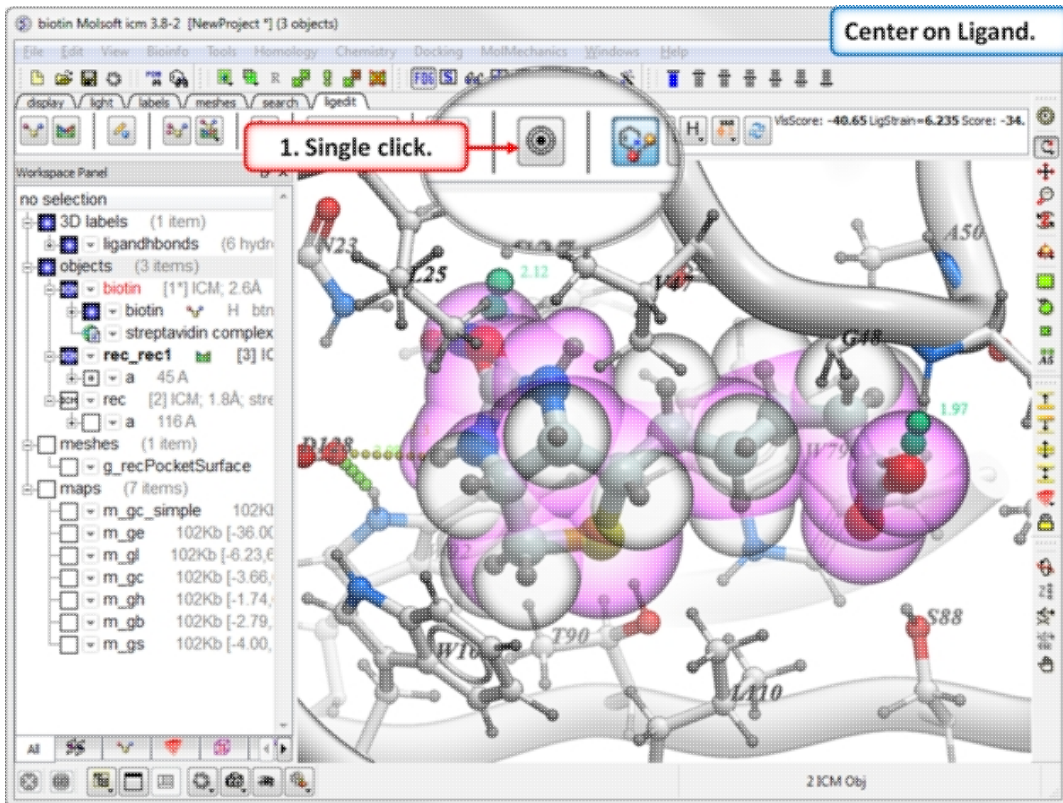 biotin Molsoft icm 3.8-2 [NewProject *] (3 objects)
Center on Ligand.
File Edit View Bioinfo Tools Homology Chemistry Docking MolMechanics Windows Help
display light labels meshes search ligedit
1. Single click.
VlsScore: -40.65 LigStrain=6.235 Score: -34.
Workspace Panel
no selection
3D labels (1 item)
ligandhbonds (6 hydr
objects (3 items)
biotin [1*] ICM; 2.6Å
biotin H btn
streptavidin complex
rec_rec1 [3] IC
a 45 A
rec [2] ICM; 1.8Å; stre
a 116 A
meshes (1 item)
g_recPocketSurface
maps (7 items)
m_gc_simple 102Kb
m_ge 102Kb [-36.00
m_gl 102Kb [-6.23,6
m_gc 102Kb [-3.66,
m_gh 102Kb [-1.74,
m_gb 102Kb [-2.79,
m_gs 102Kb [-4.00,
N23
L25
2.12
A50
G48
1.97
W79
D128
T90
S88
L110
All
2 ICM Obj